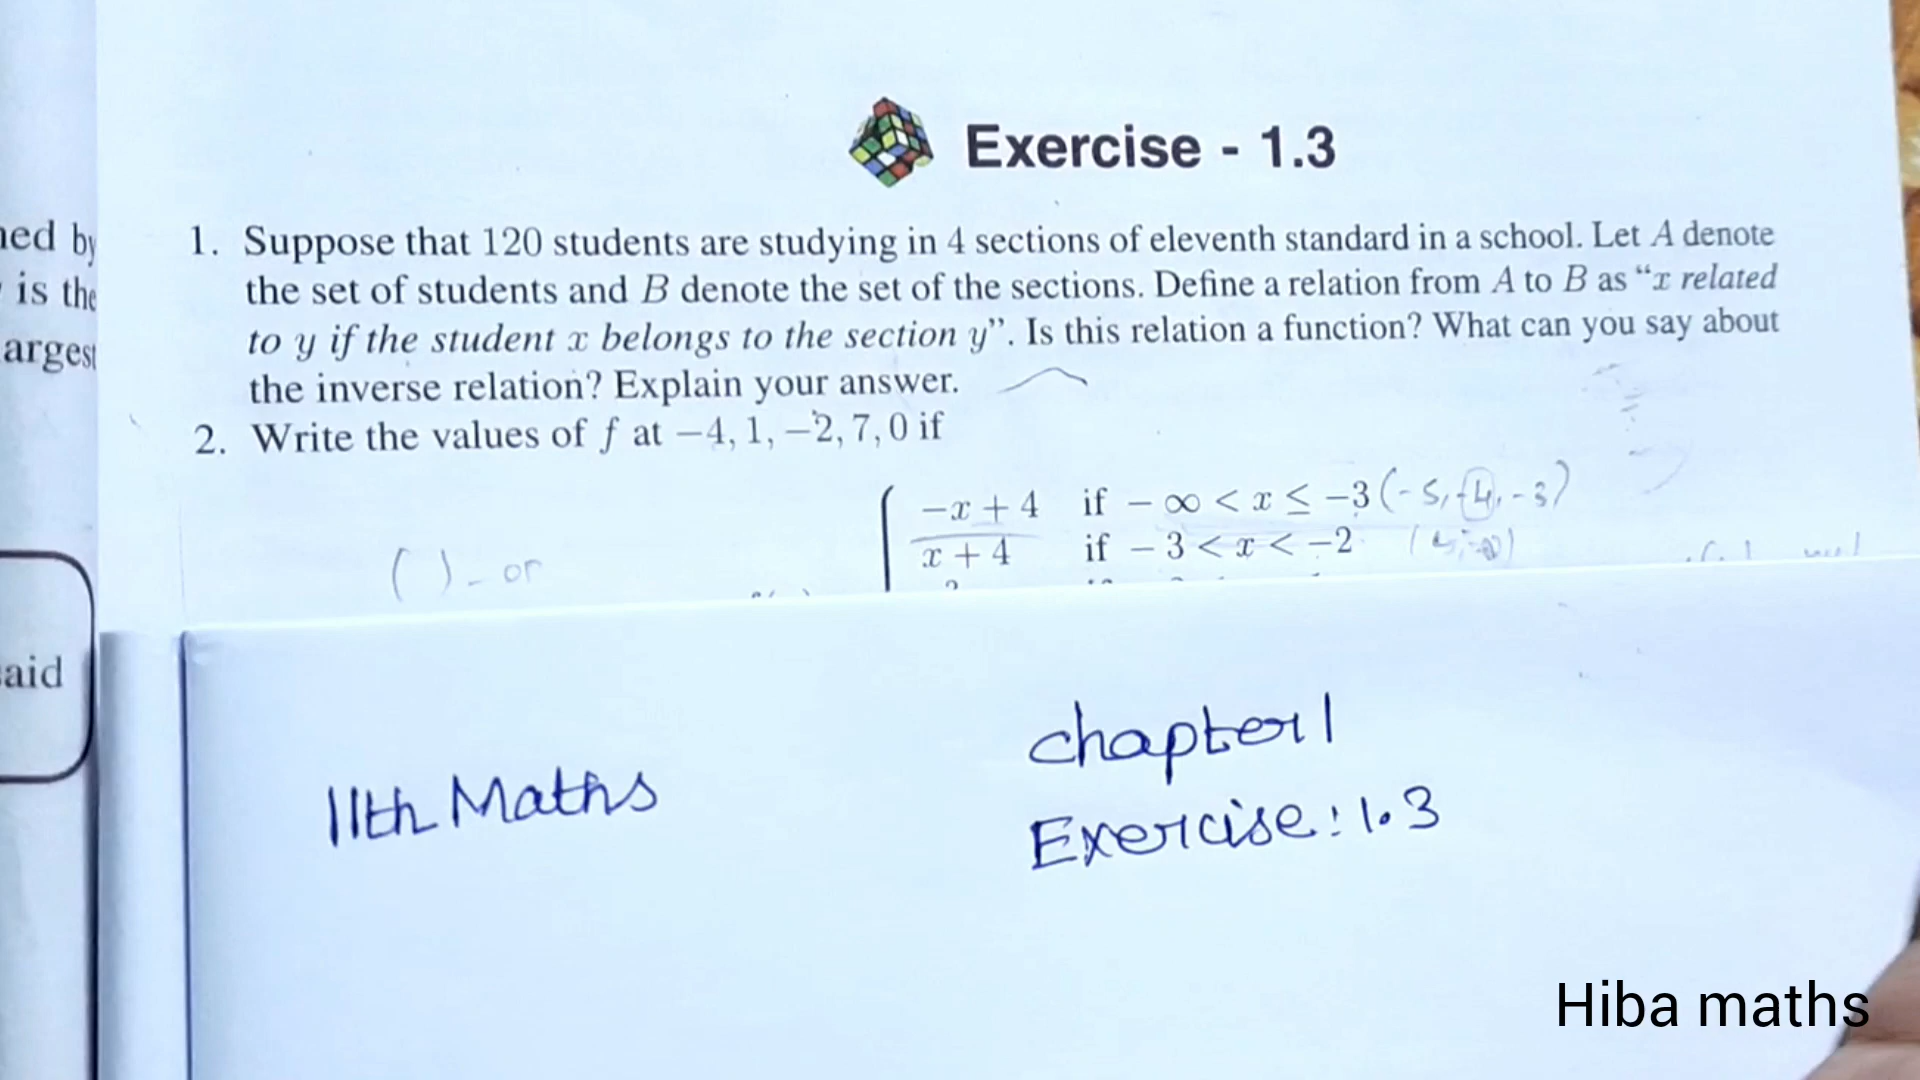 Exercise - 1.3
1. Suppose that 120 students are studying in 4 sections of eleventh standard in a school. Let A denote
the set of students and B denote the set of the sections. Define a relation from A to B as “x related
to y if the student x belongs to the section y”. Is this relation a function? What can you say about
the inverse relation? Explain your answer.
2. Write the values of f at −4, 1, −2, 7, 0 if
−x + 4 if − ∞ < x ≤ −3 (-5, -4, -3)
x + 4 if − 3 < x < −2
( ) - or
is the
aid
11th Maths
chapter 1
Exercise: 1.3
Hiba maths